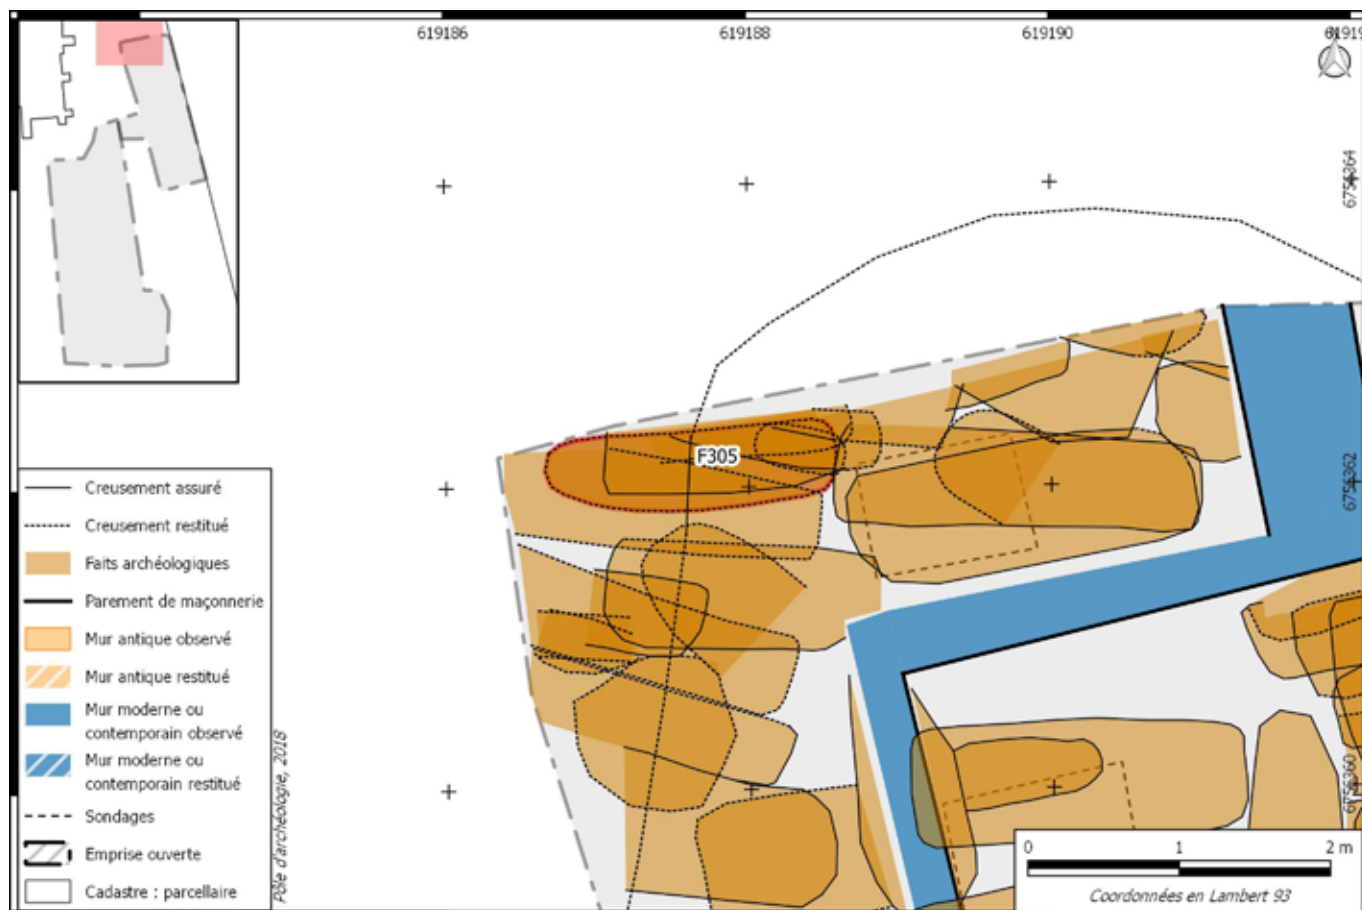 619186
619188
619190
6191
6756364
F305
6756362
Creusement assuré
Creusement restitué
Faits archéologiques
Parement de maçonnerie
Mur antique observé
Mur antique restitué
Mur moderne ou
contemporain observé
Mur moderne ou
contemporain restitué
Sondages
Emprise ouverte
Cadastre : parcellaire
Pôle d'archéologie, 2018
6756360
0 1 2 m
Coordonnées en Lambert 93